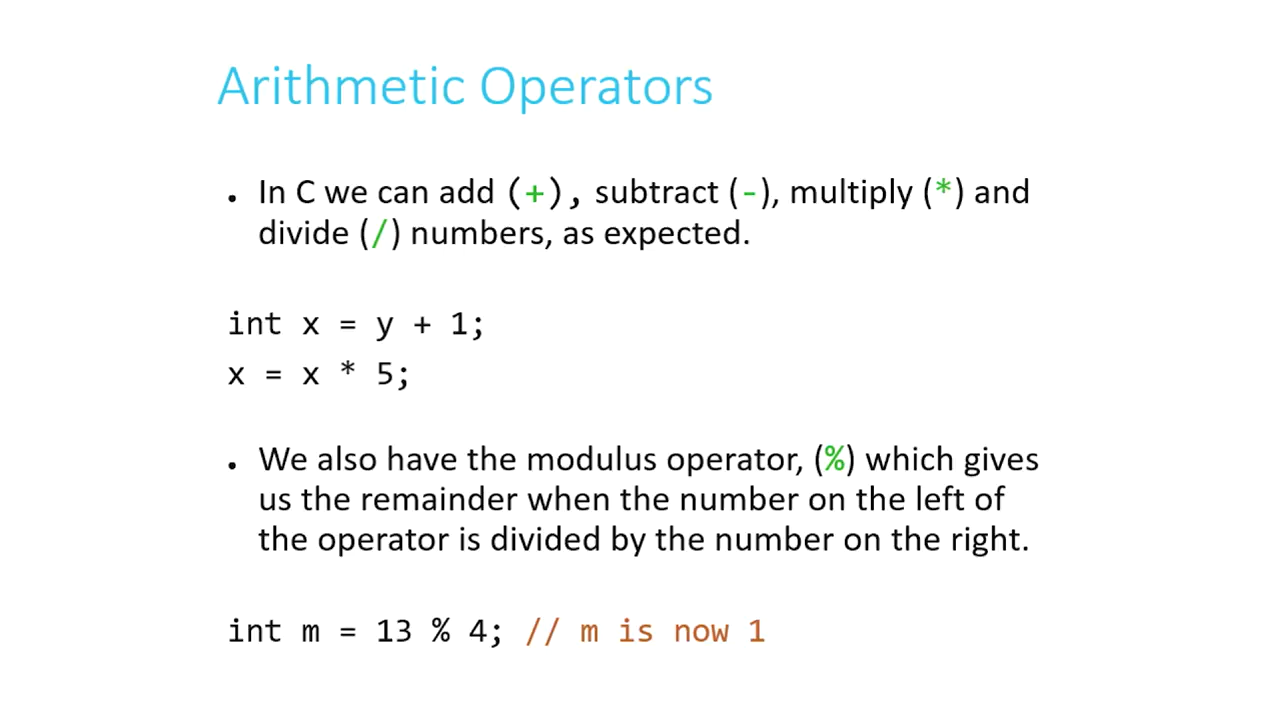 Arithmetic Operators
• In C we can add (+), subtract (-), multiply (*) and
divide (/) numbers, as expected.
int x = y + 1;
x = x * 5;
• We also have the modulus operator, (%) which gives
us the remainder when the number on the left of
the operator is divided by the number on the right.
int m = 13 % 4; // m is now 1